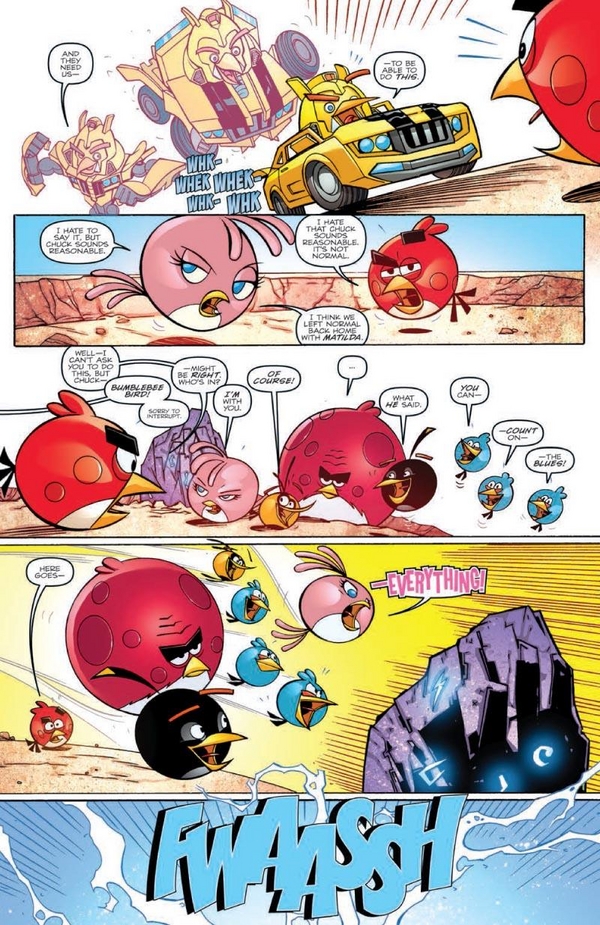 AND
THEY
NEED
US—
—TO BE
ABLE TO
DO THIS.
WHK-
WHEK WHEK-
WHK- WHK
I HATE TO
SAY IT, BUT
CHUCK SOUNDS
REASONABLE.
I HATE
THAT CHUCK
SOUNDS
REASONABLE.
IT'S NOT
NORMAL.
I THINK WE
LEFT NORMAL
BACK HOME
WITH MATILDA.
WELL—I
CAN'T ASK
YOU TO DO
THIS, BUT
CHUCK—
BUMBLEBEE
BIRD!
SORRY TO
INTERRUPT.
—MIGHT
BE RIGHT.
WHO'S IN?
I'M
WITH
YOU.
OF
COURSE!
...
WHAT
HE SAID.
YOU
CAN—
—COUNT
ON—
—THE
BLUES!
HERE
GOES—
—EVERYTHING!
FWAAASSH